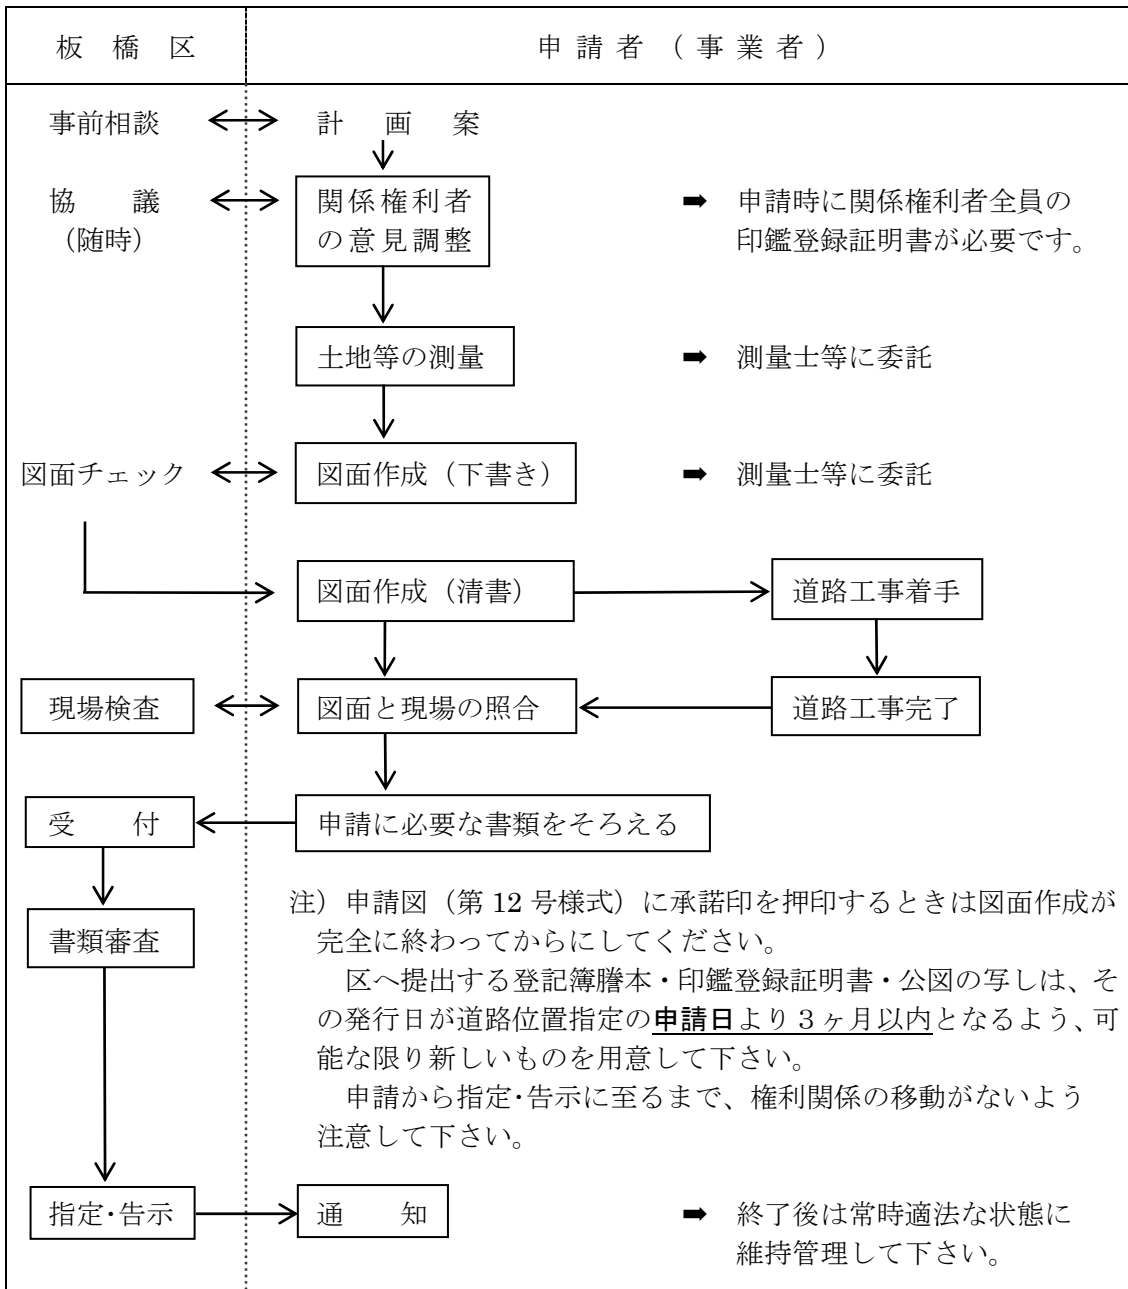 板橋区
申請者（事業者）
事前相談
計画案
協議
（随時）
関係権利者
の意見調整
➡ 申請時に関係権利者全員の
印鑑登録証明書が必要です。
土地等の測量
➡ 測量士等に委託
図面チェック
図面作成（下書き）
➡ 測量士等に委託
図面作成（清書）
道路工事着手
現場検査
図面と現場の照合
道路工事完了
受付
申請に必要な書類をそろえる
書類審査
注）申請図（第 12 号様式）に承諾印を押印するときは図面作成が
完全に終わってからにしてください。
区へ提出する登記簿謄本・印鑑登録証明書・公図の写しは、そ
の発行日が道路位置指定の申請日より３ヶ月以内となるよう、可
能な限り新しいものを用意して下さい。
申請から指定・告示に至るまで、権利関係の移動がないよう
注意して下さい。
指定・告示
通知
➡ 終了後は常時適法な状態に
維持管理して下さい。